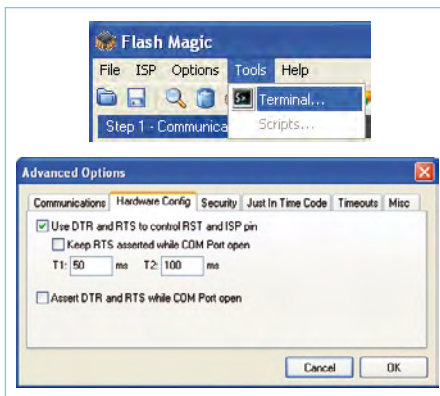 Flash Magic
File ISP Options Tools Help
Terminal...
Step 1 - Communica
Scripts...
Advanced Options
Communications Hardware Config Security Just In Time Code Timeouts Misc
Use DTR and RTS to control RST and ISP pin
Keep RTS asserted while COM Port open
T1: 50 ms T2: 100 ms
Assert DTR and RTS while COM Port open
Cancel OK